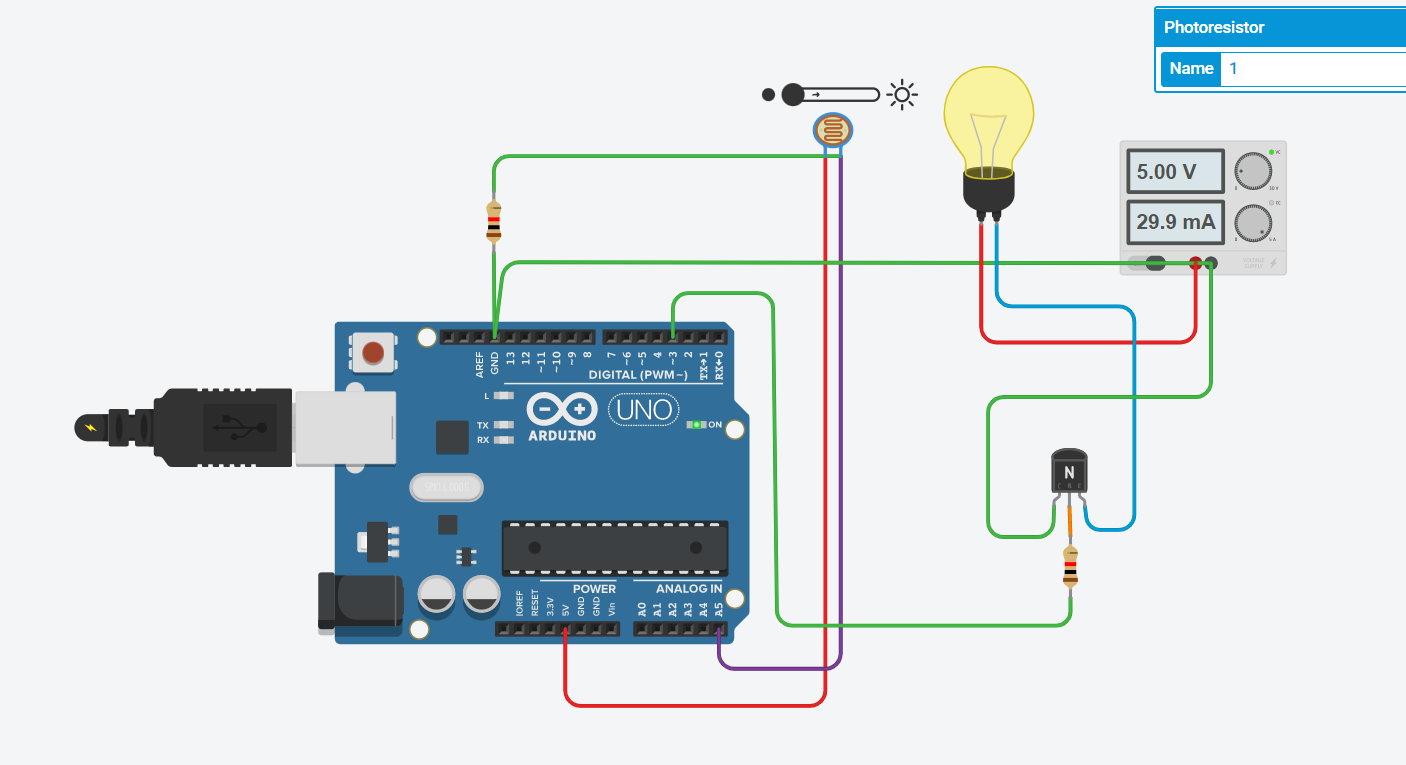 Photoresistor
Name 1
5.00 V
29.9 mA
AREF
GND
13
12
~11
~10
~9
8
7
~6
~5
4
~3
2
TX→1
RX←0
DIGITAL (PWM~)
L
TX
RX
UNO
ON
ARDUINO
N
POWER
ANALOG IN
IOREF
RESET
3.3V
5V
GND
GND
Vin
A0
A1
A2
A3
A4
A5